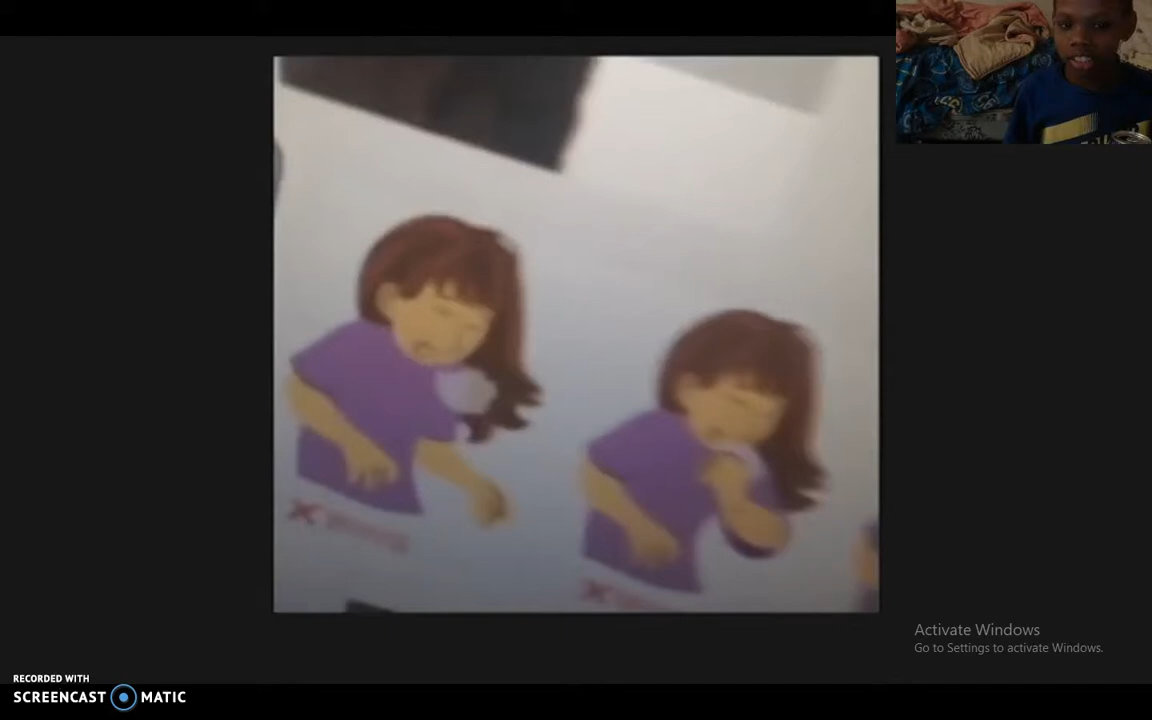 Activate Windows
Go to Settings to activate Windows.
RECORDED WITH
SCREENCAST MATIC